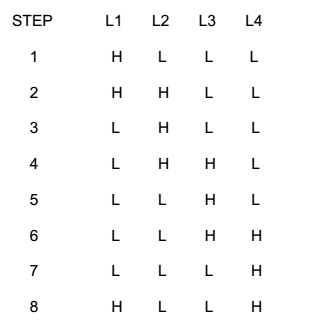 STEP L1 L2 L3 L4
1 H L L L
2 H H L L
3 L H L L
4 L H H L
5 L L H L
6 L L H H
7 L L L H
8 H L L H